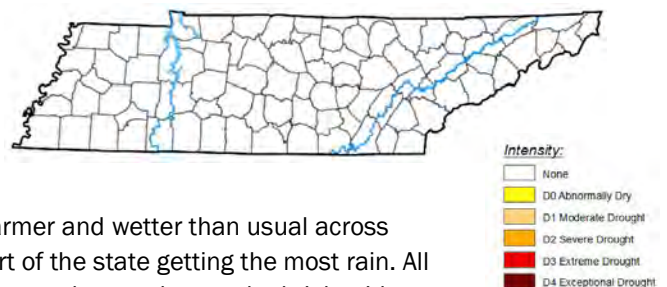 Intensity:
None
D0 Abnormally Dry
D1 Moderate Drought
D2 Severe Drought
D3 Extreme Drought
D4 Exceptional Drought
armer and wetter than usual across
rt of the state getting the most rain. All